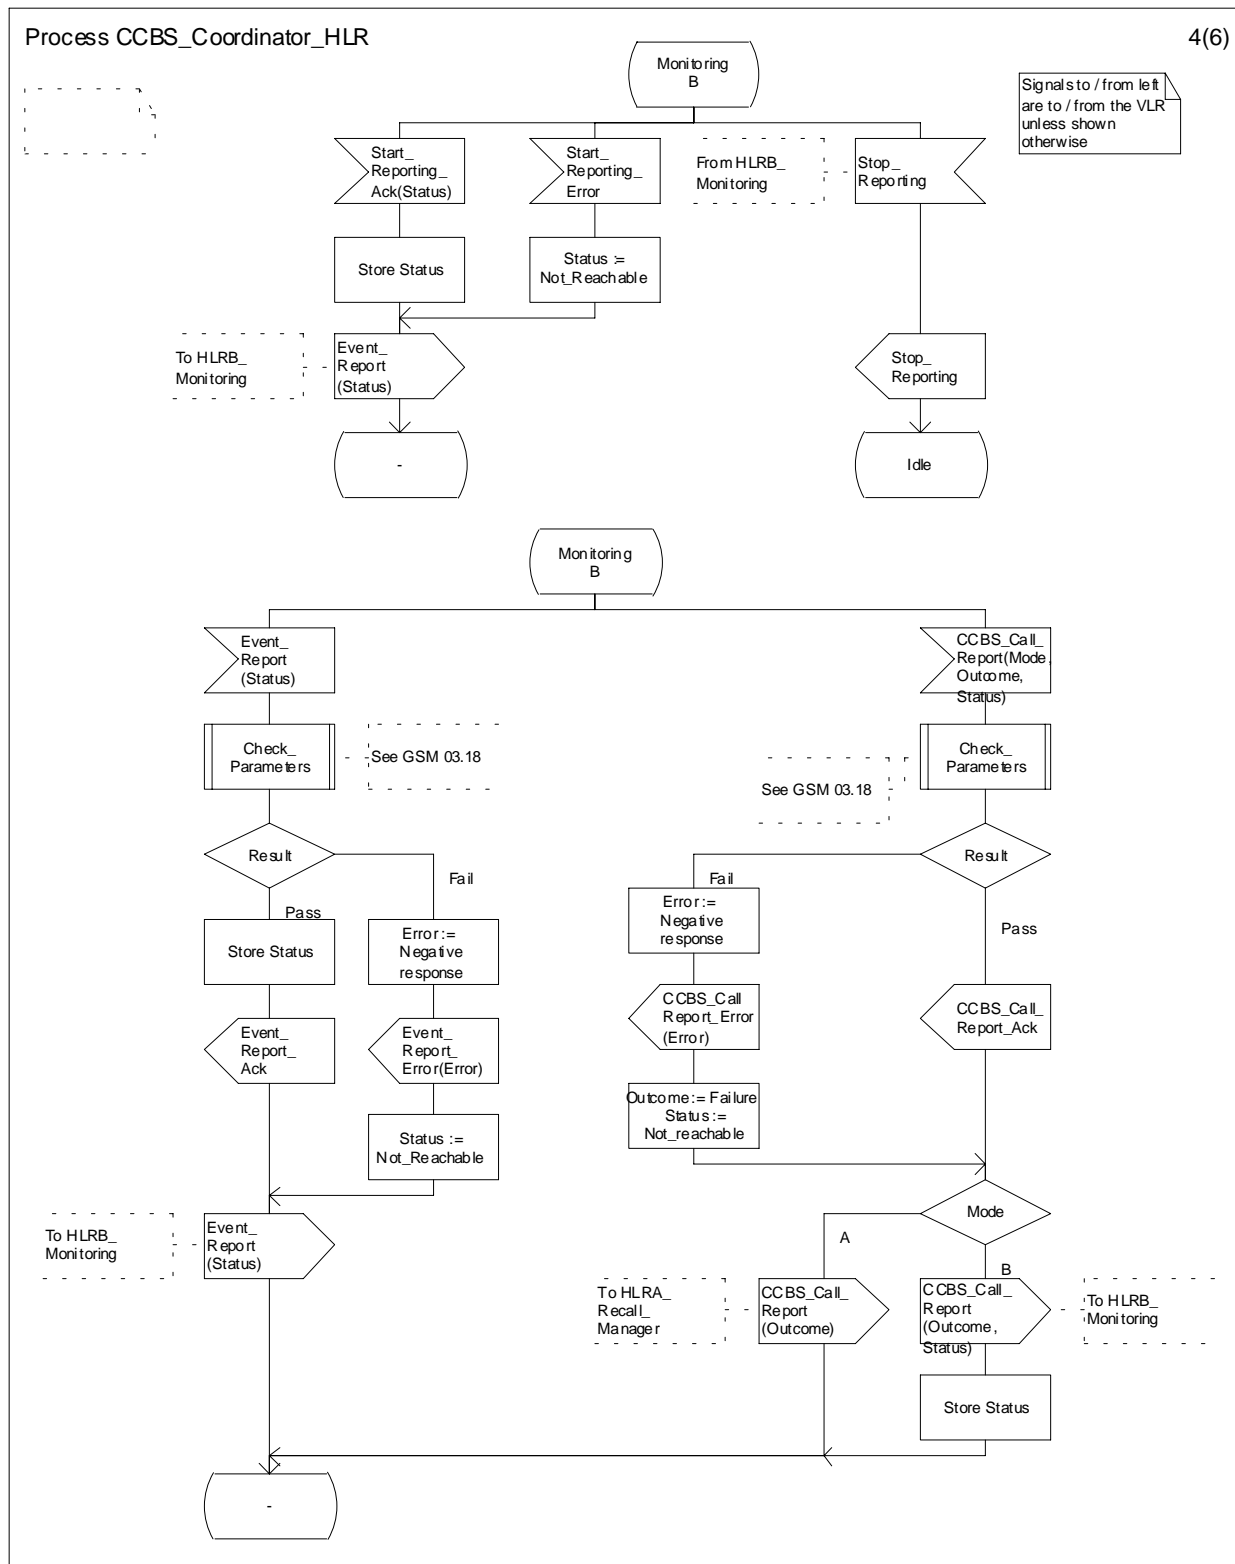 Process CCBS_Coordinator_HLR
4(6)
Monitoring
B
Signals to / from left
are to / from the VLR
unless shown
otherwise
Start_
Reporting_
Ack(Status)
Start_
Reporting_
Error
From HLRB_
Monitoring
Stop_
Reporting
Store Status
Status :=
Not_Reachable
To HLRB_
Monitoring
Event_
Report
(Status)
Stop_
Reporting
-
Idle
Monitoring
B
Event_
Report
(Status)
CCBS_Call_
Report(Mode,
Outcome,
Status)
Check_
Parameters
See GSM 03.18
See GSM 03.18
Check_
Parameters
Result
Fail
Pass
Result
Fail
Pass
Store Status
Error :=
Negative
response
Error :=
Negative
response
Event_
Report_
Ack
Event_
Report_
Error(Error)
CCBS_Call
Report_Error
(Error)
CCBS_Call_
Report_Ack
Status :=
Not_Reachable
Outcome := Failure
Status :=
Not_reachable
To HLRB_
Monitoring
Event_
Report
(Status)
Mode
A
B
To HLRA_
Recall_
Manager
CCBS_Call_
Report
(Outcome)
CCBS_Call_
Report
(Outcome,
Status)
To HLRB_
Monitoring
Store Status
-